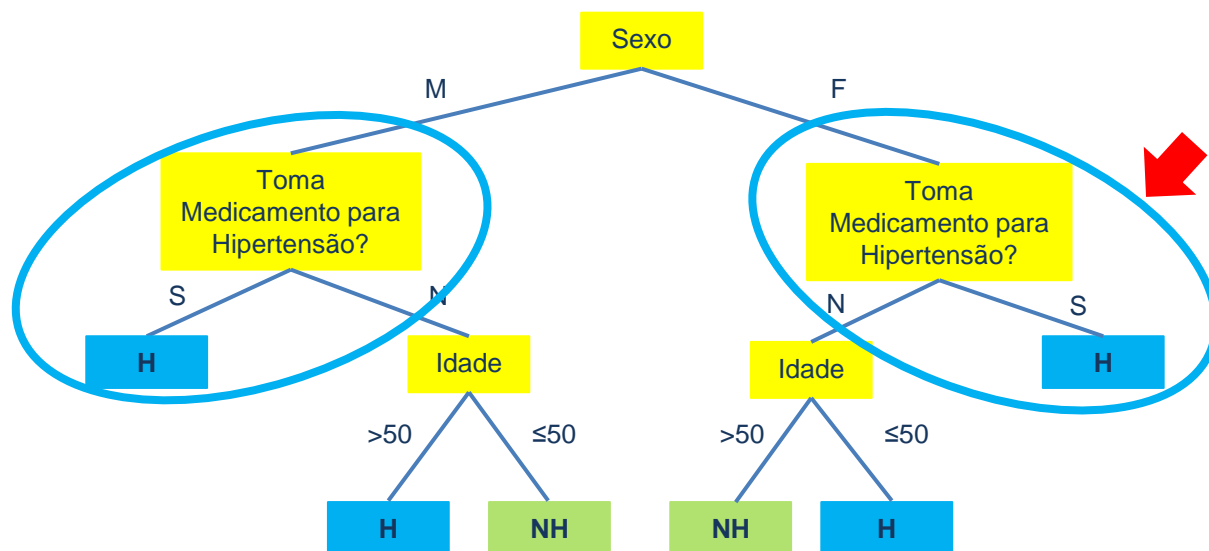 Sexo
M
F
Toma
Medicamento para
Hipertensão?
Toma
Medicamento para
Hipertensão?
S
N
N
S
H
Idade
Idade
H
>50
≤50
>50
≤50
H
NH
NH
H